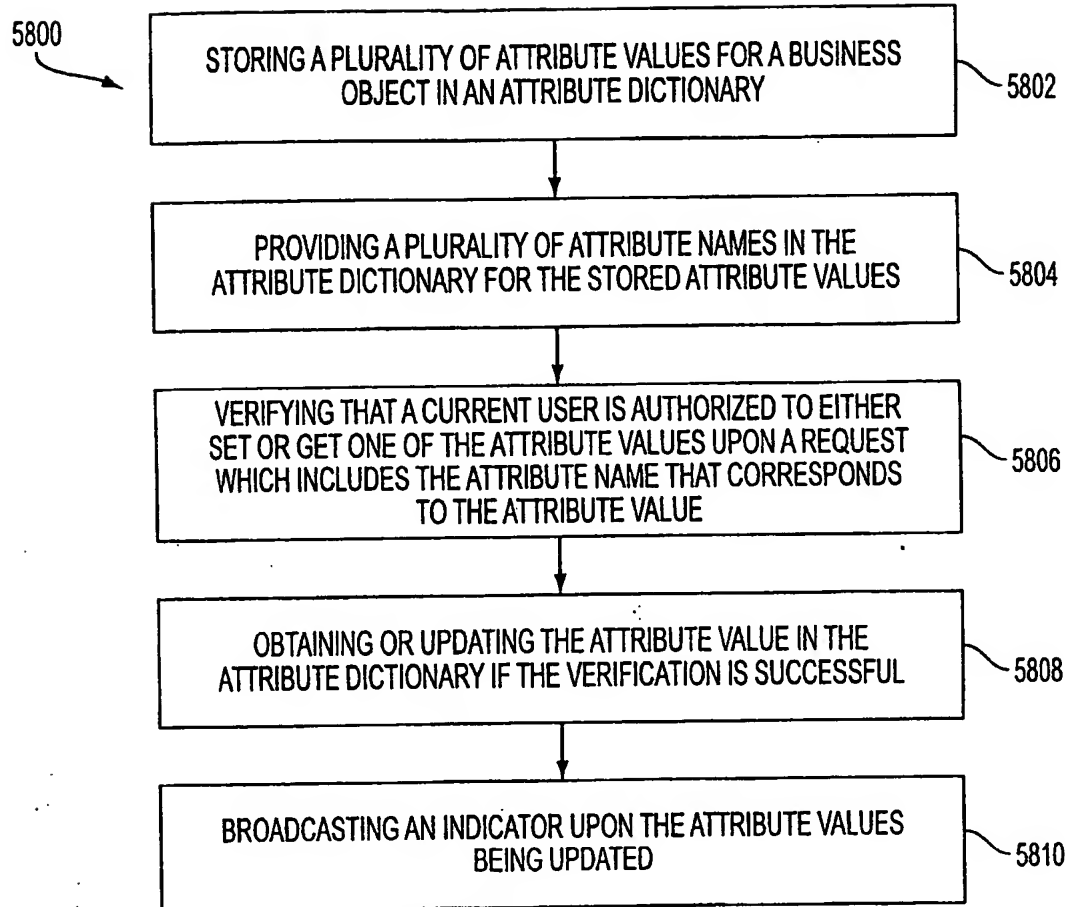 5800
STORING A PLURALITY OF ATTRIBUTE VALUES FOR A BUSINESS
OBJECT IN AN ATTRIBUTE DICTIONARY
5802
PROVIDING A PLURALITY OF ATTRIBUTE NAMES IN THE
ATTRIBUTE DICTIONARY FOR THE STORED ATTRIBUTE VALUES
5804
VERIFYING THAT A CURRENT USER IS AUTHORIZED TO EITHER
SET OR GET ONE OF THE ATTRIBUTE VALUES UPON A REQUEST
WHICH INCLUDES THE ATTRIBUTE NAME THAT CORRESPONDS
TO THE ATTRIBUTE VALUE
5806
OBTAINING OR UPDATING THE ATTRIBUTE VALUE IN THE
ATTRIBUTE DICTIONARY IF THE VERIFICATION IS SUCCESSFUL
5808
BROADCASTING AN INDICATOR UPON THE ATTRIBUTE VALUES
BEING UPDATED
5810